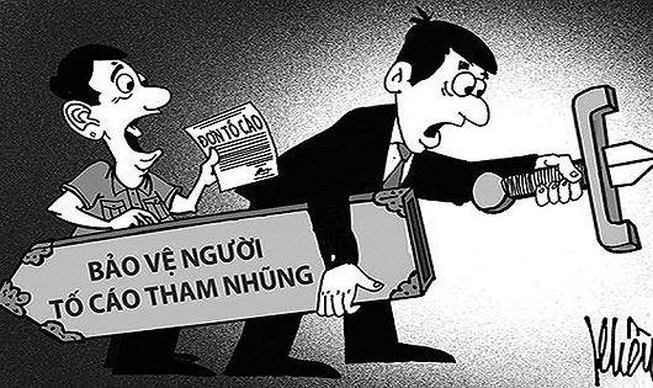 ĐƠN TỐ CÁO
BẢO VỆ NGƯỜI
TỐ CÁO THAM NHŨNG